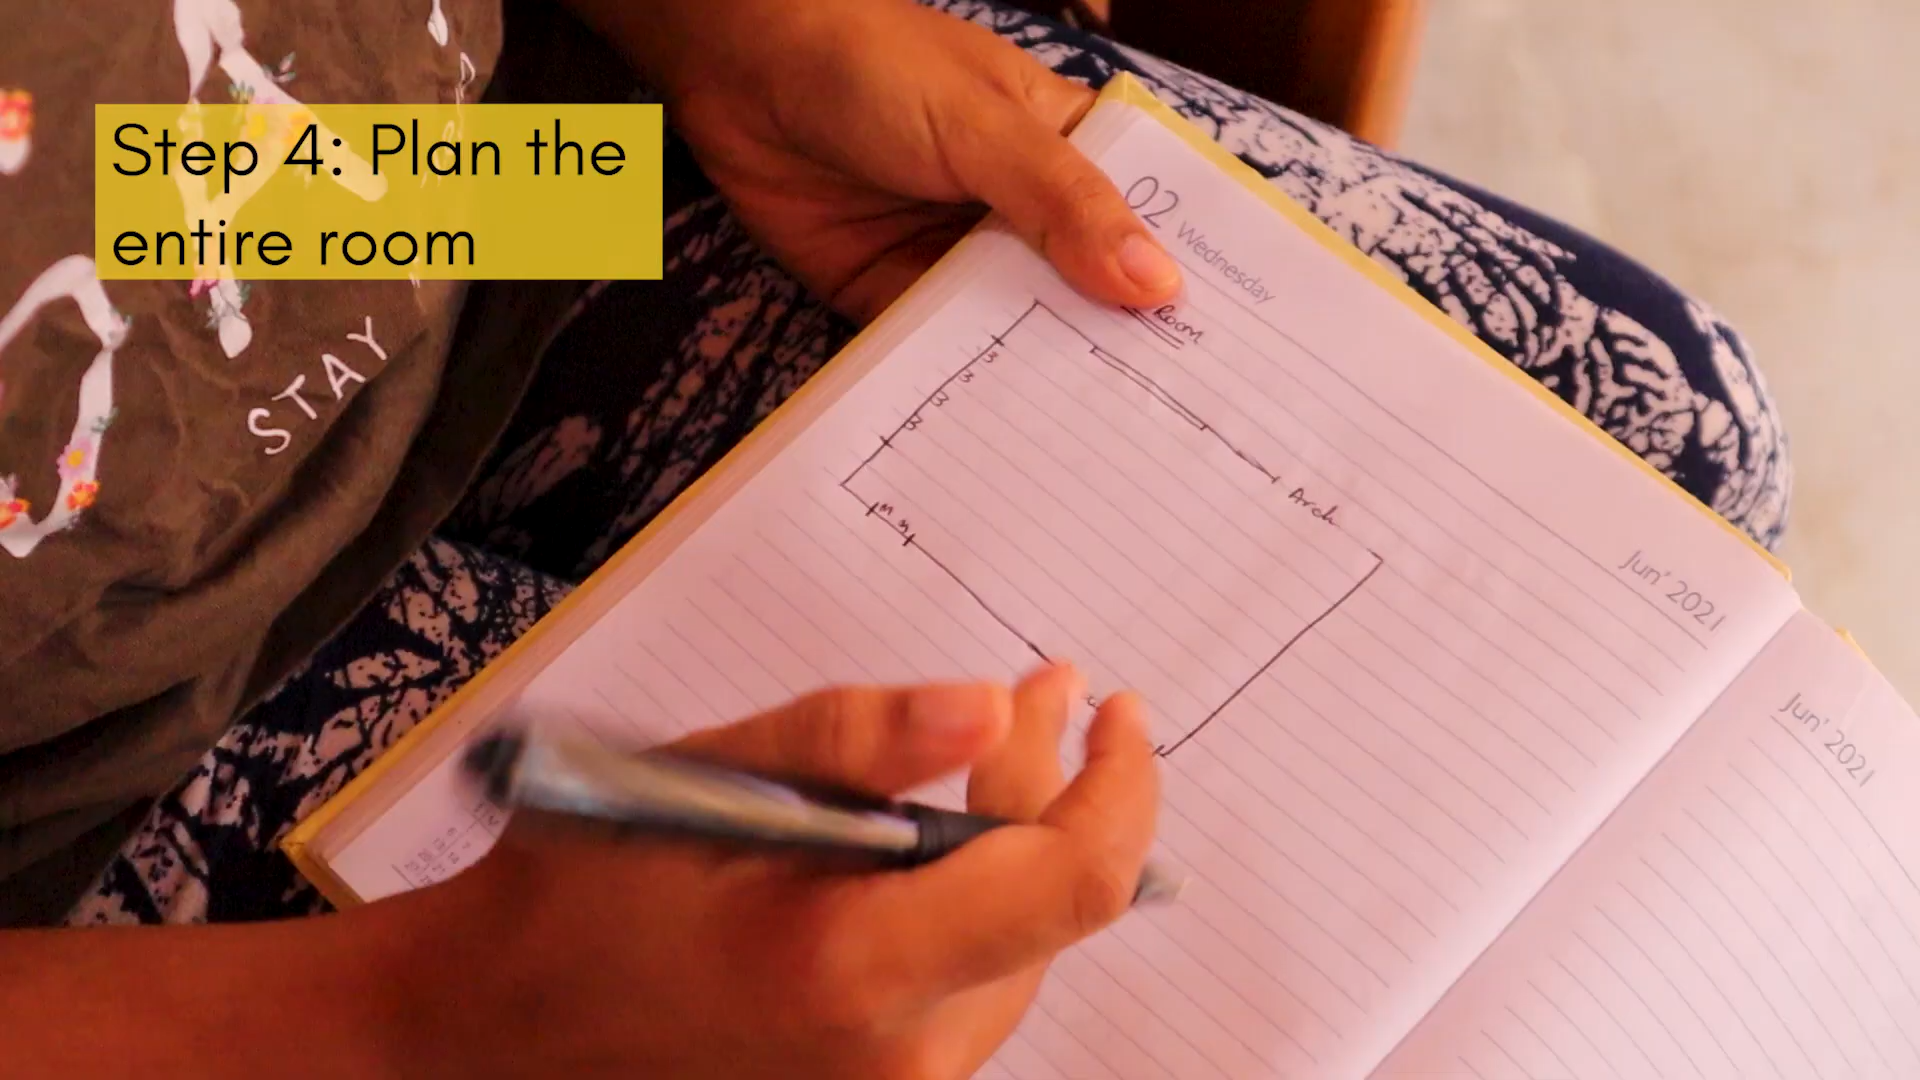 Step 4: Plan the
entire room
STAY
02 Wednesday
Room
3
3
3
3
Arch
Jun' 2021
Jun' 2021